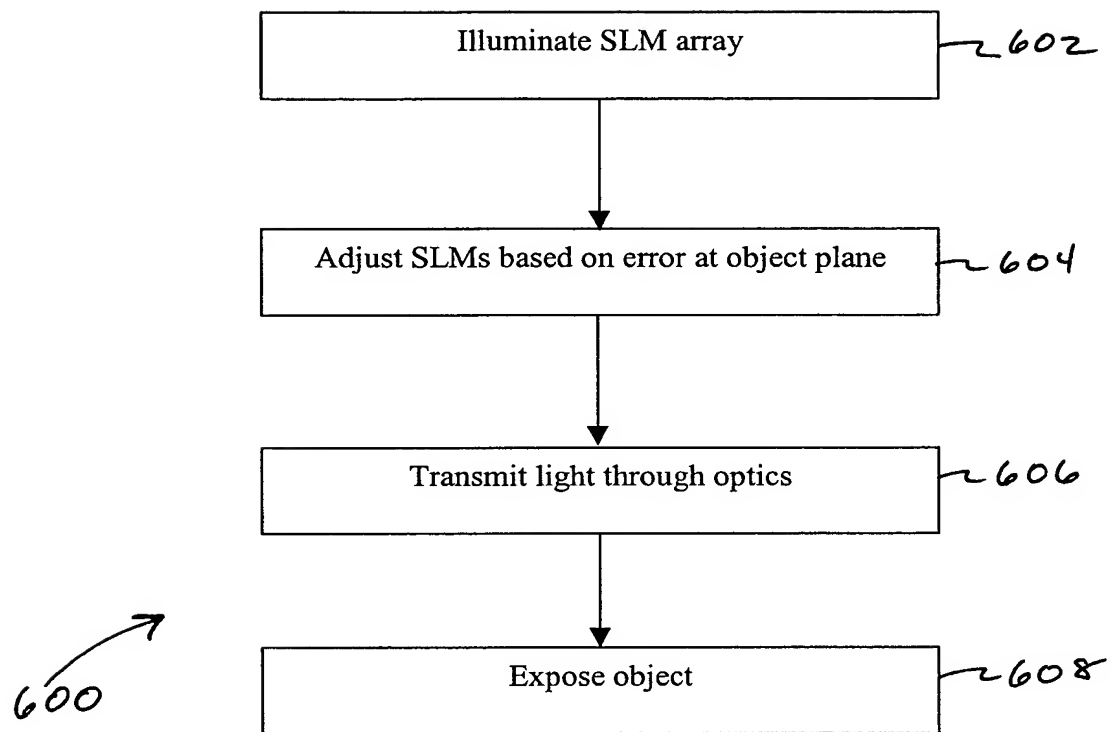 Illuminate SLM array
602
Adjust SLMs based on error at object plane
604
Transmit light through optics
606
Expose object
608
600